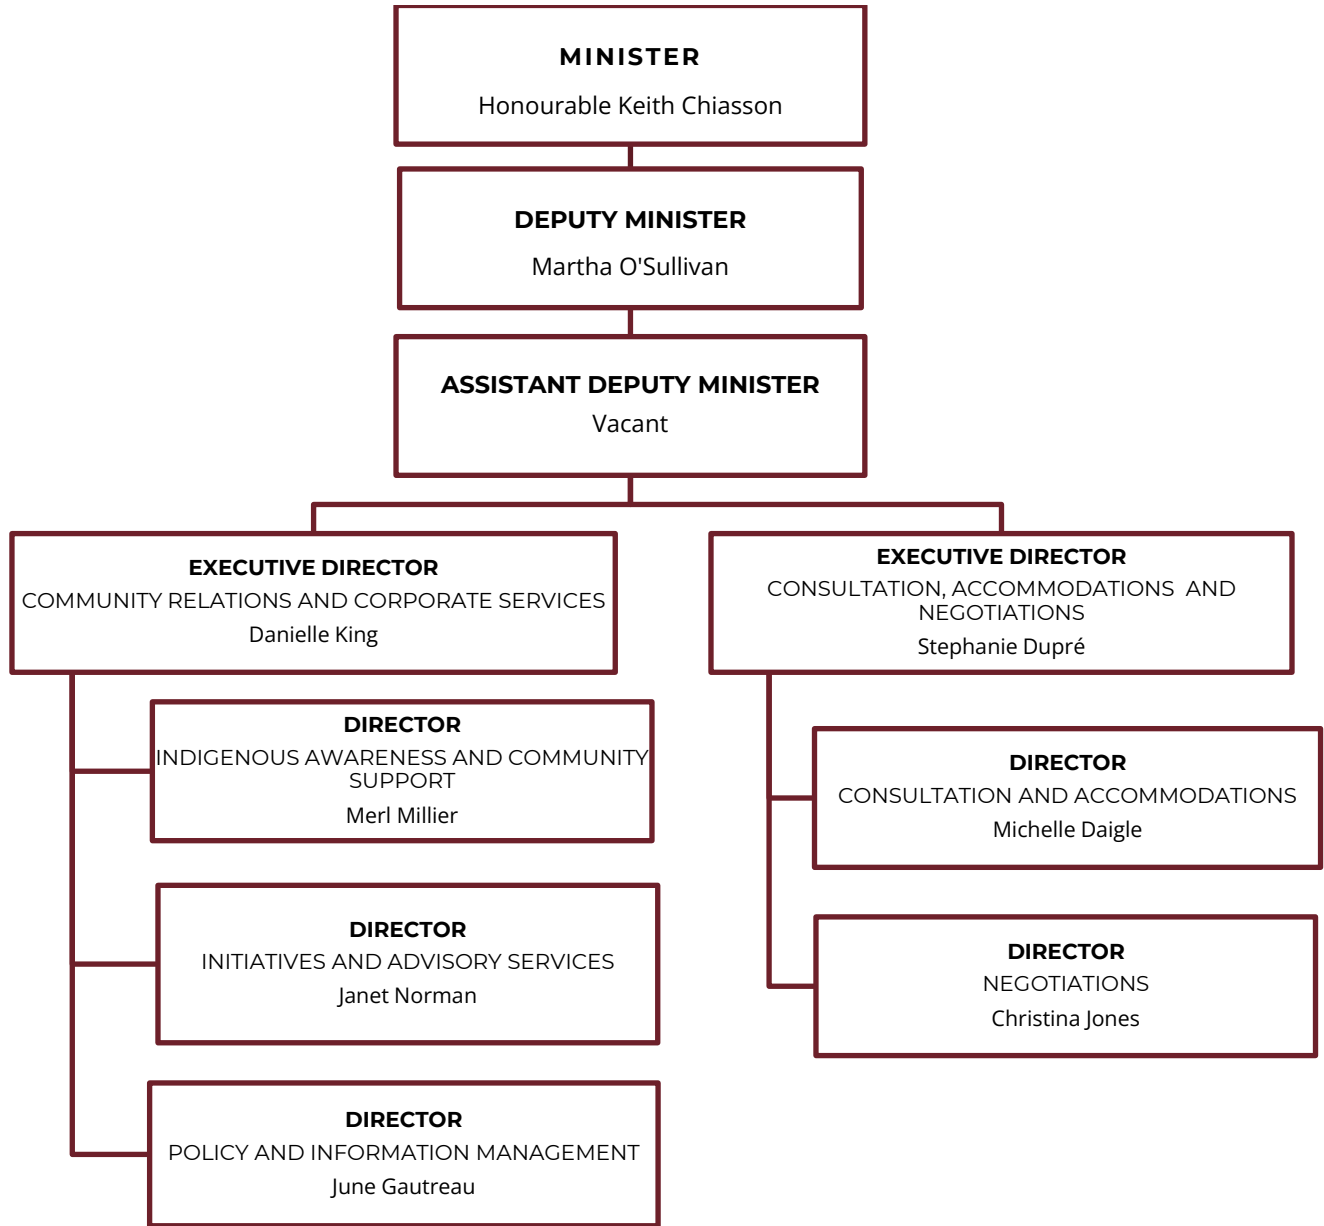 MINISTER
Honourable Keith Chiasson
DEPUTY MINISTER
Martha O'Sullivan
ASSISTANT DEPUTY MINISTER
Vacant
EXECUTIVE DIRECTOR
COMMUNITY RELATIONS AND CORPORATE SERVICES
Danielle King
DIRECTOR
INDIGENOUS AWARENESS AND COMMUNITY
SUPPORT
Merl Millier
DIRECTOR
INITIATIVES AND ADVISORY SERVICES
Janet Norman
DIRECTOR
POLICY AND INFORMATION MANAGEMENT
June Gautreau
EXECUTIVE DIRECTOR
CONSULTATION, ACCOMMODATIONS AND
NEGOTIATIONS
Stephanie Dupré
DIRECTOR
CONSULTATION AND ACCOMMODATIONS
Michelle Daigle
DIRECTOR
NEGOTIATIONS
Christina Jones